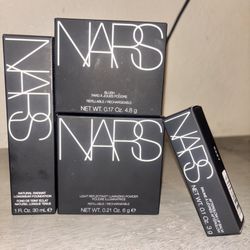 NARS
NATURAL RADIANT
LONGWEAR FOUNDATION
FOND DE TEINT ÉCLAT
NATUREL LONGUE TENUE
1 FL. OZ. 30 mL ℮
NARS
BLUSH
FARD À JOUES POUDRE
REFILLABLE / RECHARGEABLE
NET WT. 0.17 OZ. 4.8 g
NARS
LIGHT REFLECTING™ LUMINIZING POWDER
POUDRE ILLUMINATRICE
REFILLABLE / RECHARGEABLE
NET WT. 0.21 OZ. 6 g
NARS
NET WT. 0.1 OZ. 3 g